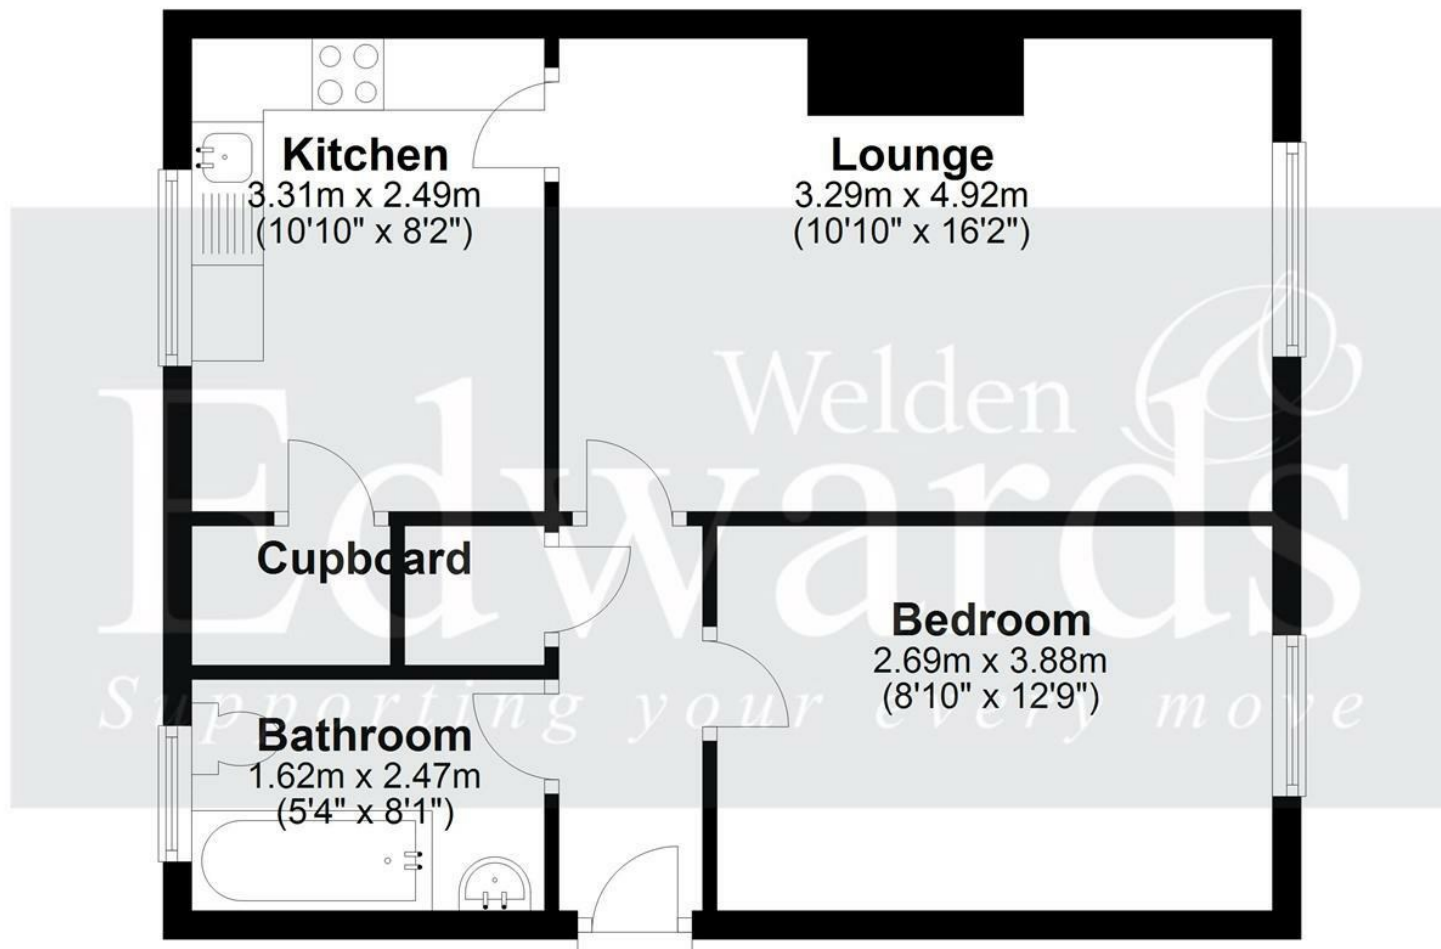 Kitchen
3.31m x 2.49m
(10'10" x 8'2")
Lounge
3.29m x 4.92m
(10'10" x 16'2")
Welden
&
Edwards
Supporting your every move
Cupboard
Bedroom
2.69m x 3.88m
(8'10" x 12'9")
Bathroom
1.62m x 2.47m
(5'4" x 8'1")